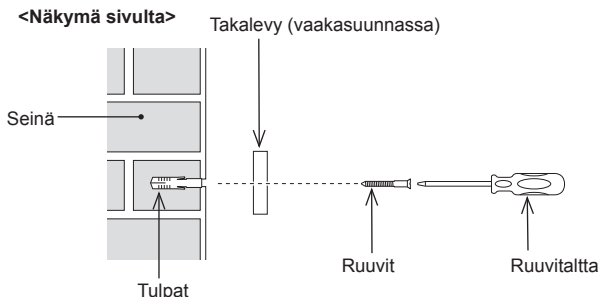 <Näkymä sivulta>
Takalevy (vaakasuunnassa)
Seinä
Ruuvit
Ruuvitaltta
Tulpat